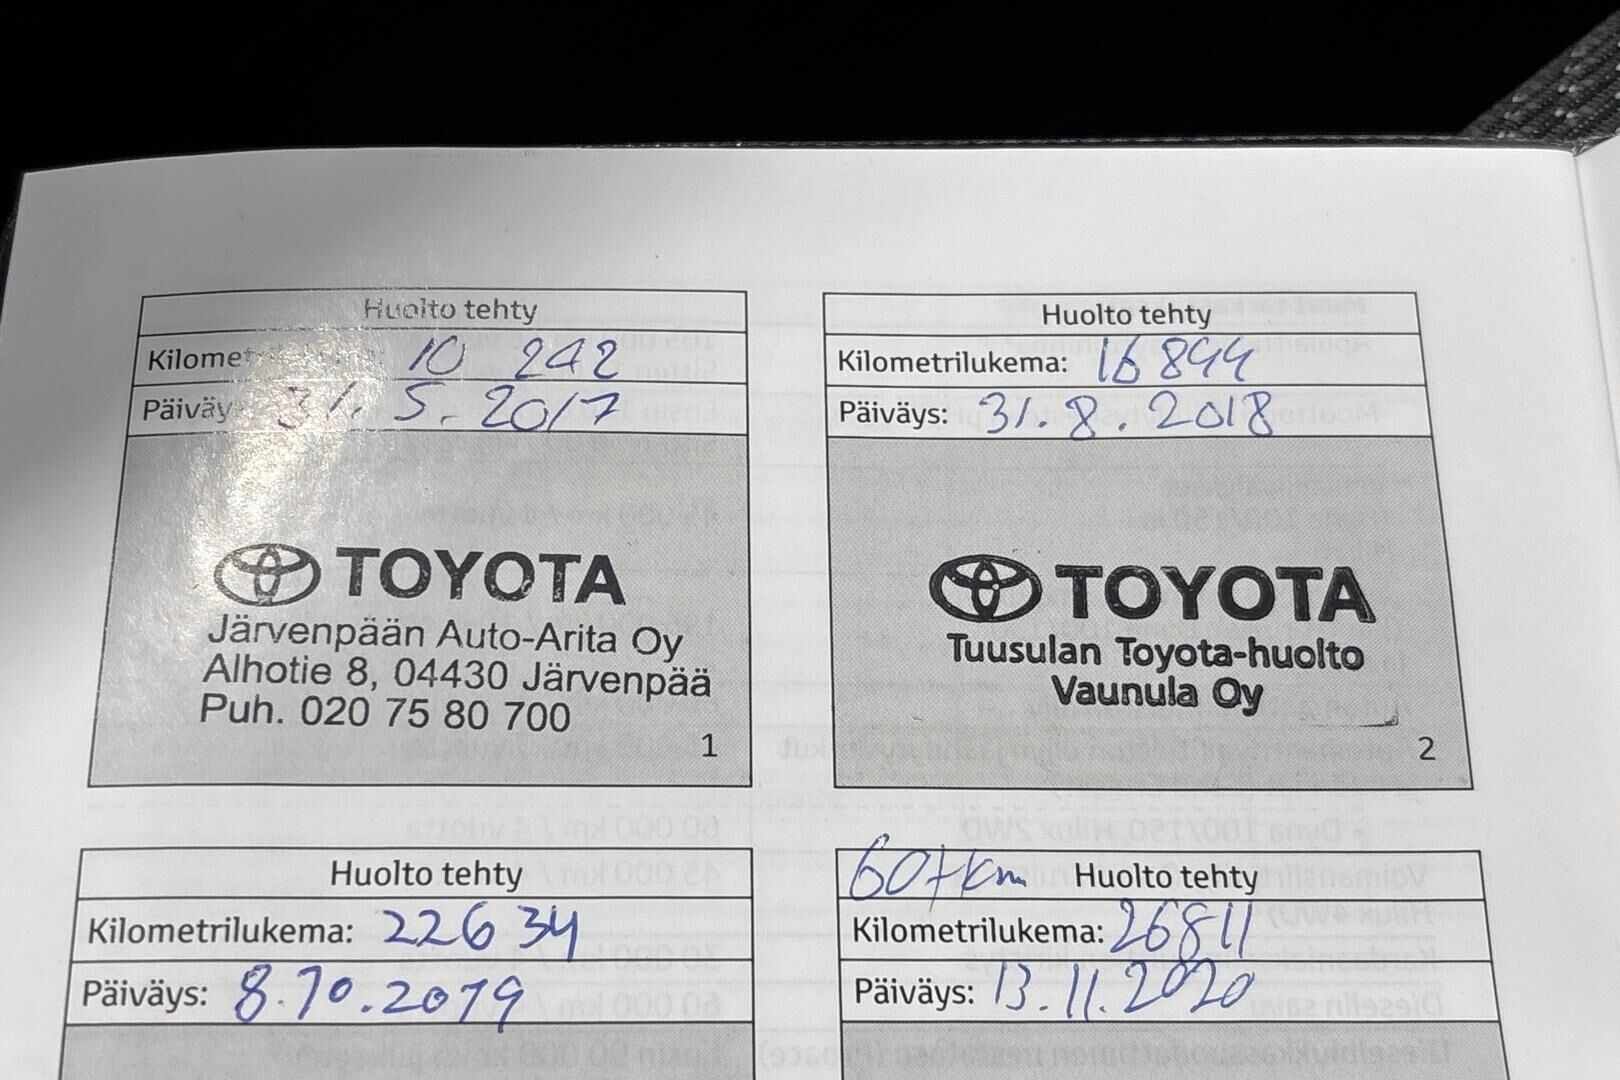 Huolto tehty
Kilomet 10 242
Päiväy 31.5.2017
TOYOTA
Järvenpään Auto-Arita Oy
Alhotie 8, 04430 Järvenpää
Puh. 020 75 80 700
1
Huolto tehty
Kilometrilukema: 16844
Päiväys: 31.8.2018
TOYOTA
Tuusulan Toyota-huolto
Vaunula Oy
2
Huolto tehty
Kilometrilukema: 22634
Päiväys: 8.10.2019
60tkm Huolto tehty
Kilometrilukema: 26811
Päiväys: 13.11.2020